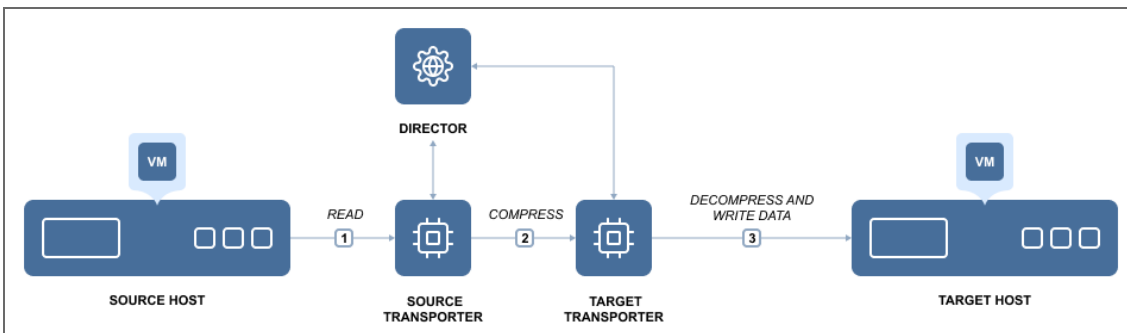 DIRECTOR
VM
VM
READ
1
COMPRESS
2
DECOMPRESS AND
WRITE DATA
3
SOURCE HOST
SOURCE
TRANSPORTER
TARGET
TRANSPORTER
TARGET HOST